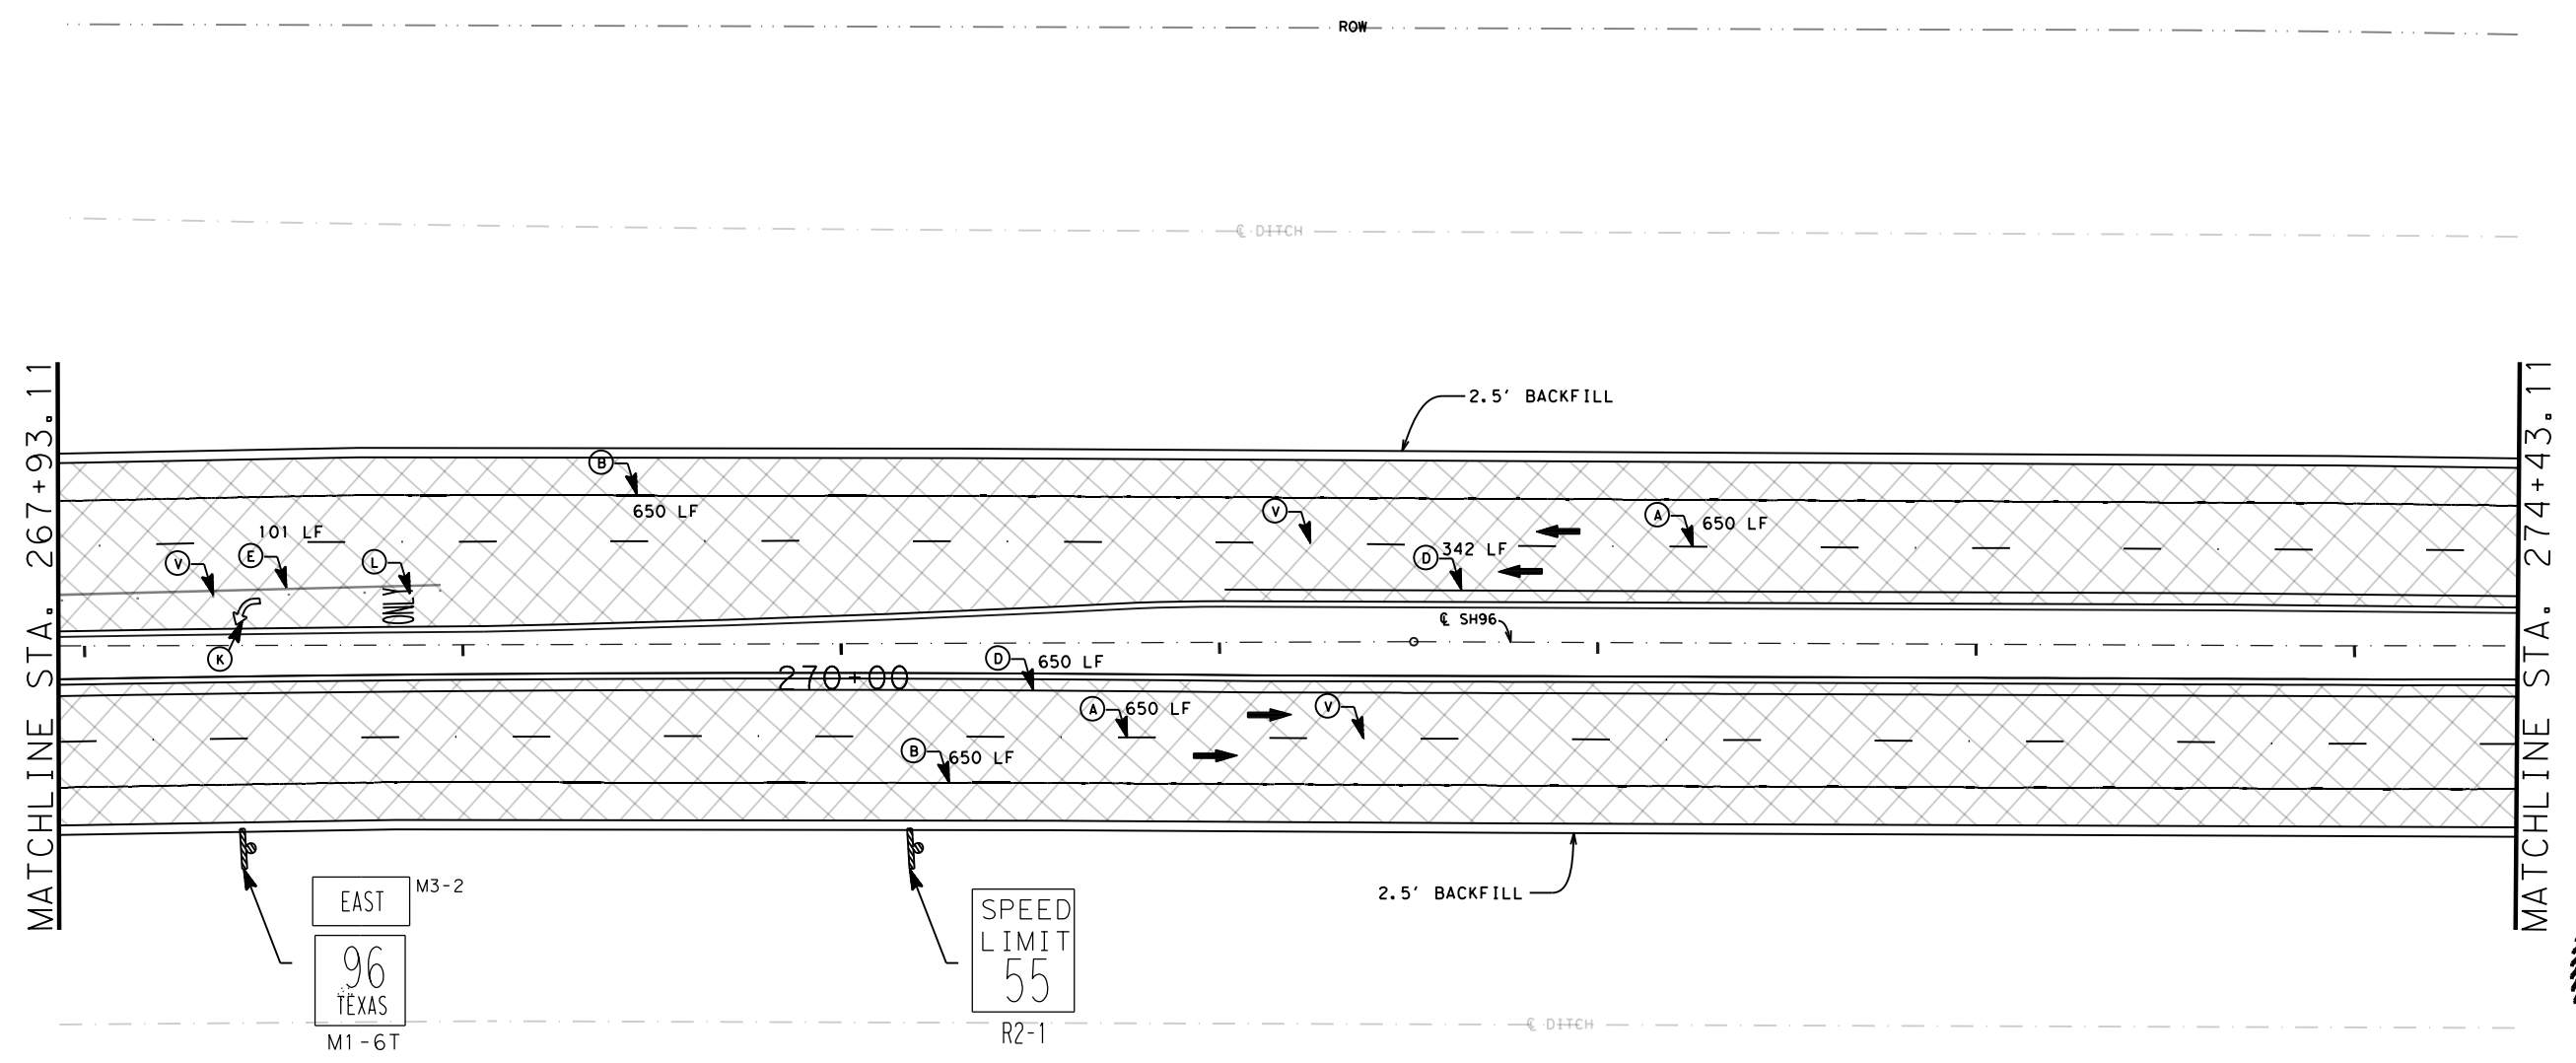 ROW
℄ DITCH
MATCHLINE STA. 267+93.11
MATCHLINE STA. 274+43.11
2.5' BACKFILL
B
650 LF
V
A
650 LF
101 LF
V
E
L
D
342 LF
ONLY
K
℄ SH96
270+00
D
650 LF
A
650 LF
V
B
650 LF
EAST
M3-2
96
TEXAS
M1-6T
SPEED
LIMIT
55
R2-1
2.5' BACKFILL
℄ DITCH